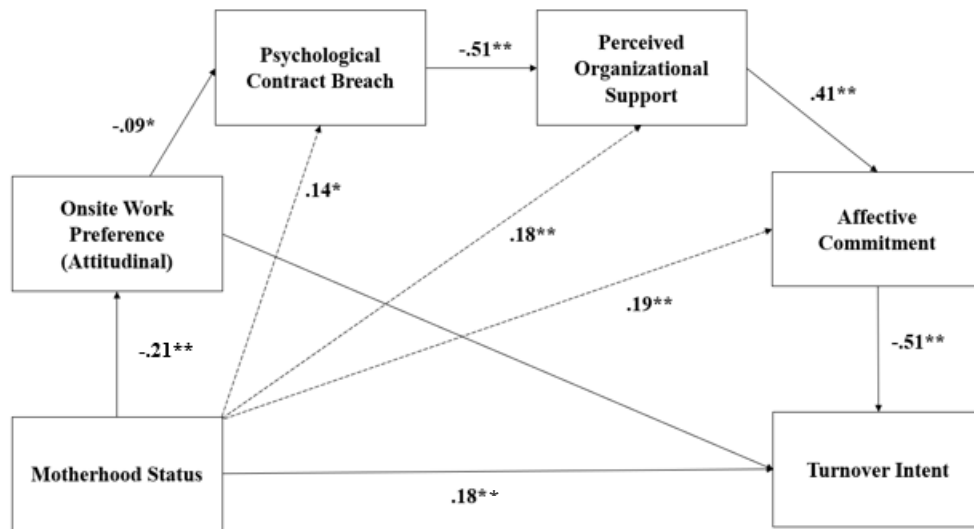 Psychological
Contract Breach
-.51**
Perceived
Organizational
Support
.41**
-.09*
Onsite Work
Preference
(Attitudinal)
.14*
.18**
.19**
Affective
Commitment
-.21**
-.51**
Motherhood Status
.18**
Turnover Intent